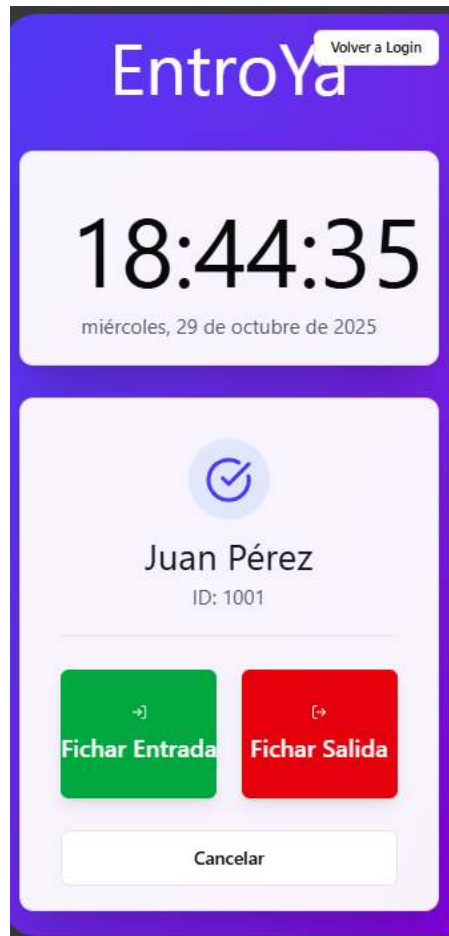 EntroYa
Volver a Login
18:44:35
miércoles, 29 de octubre de 2025
Juan Pérez
ID: 1001
Fichar Entrada
Fichar Salida
Cancelar